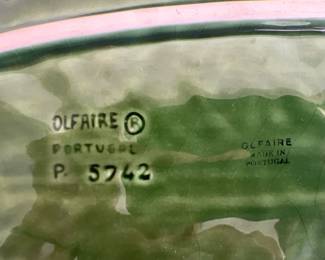 OLFAIRE ®
PORTUGAL
P. 5742
OLFAIRE
MADE IN
PORTUGAL